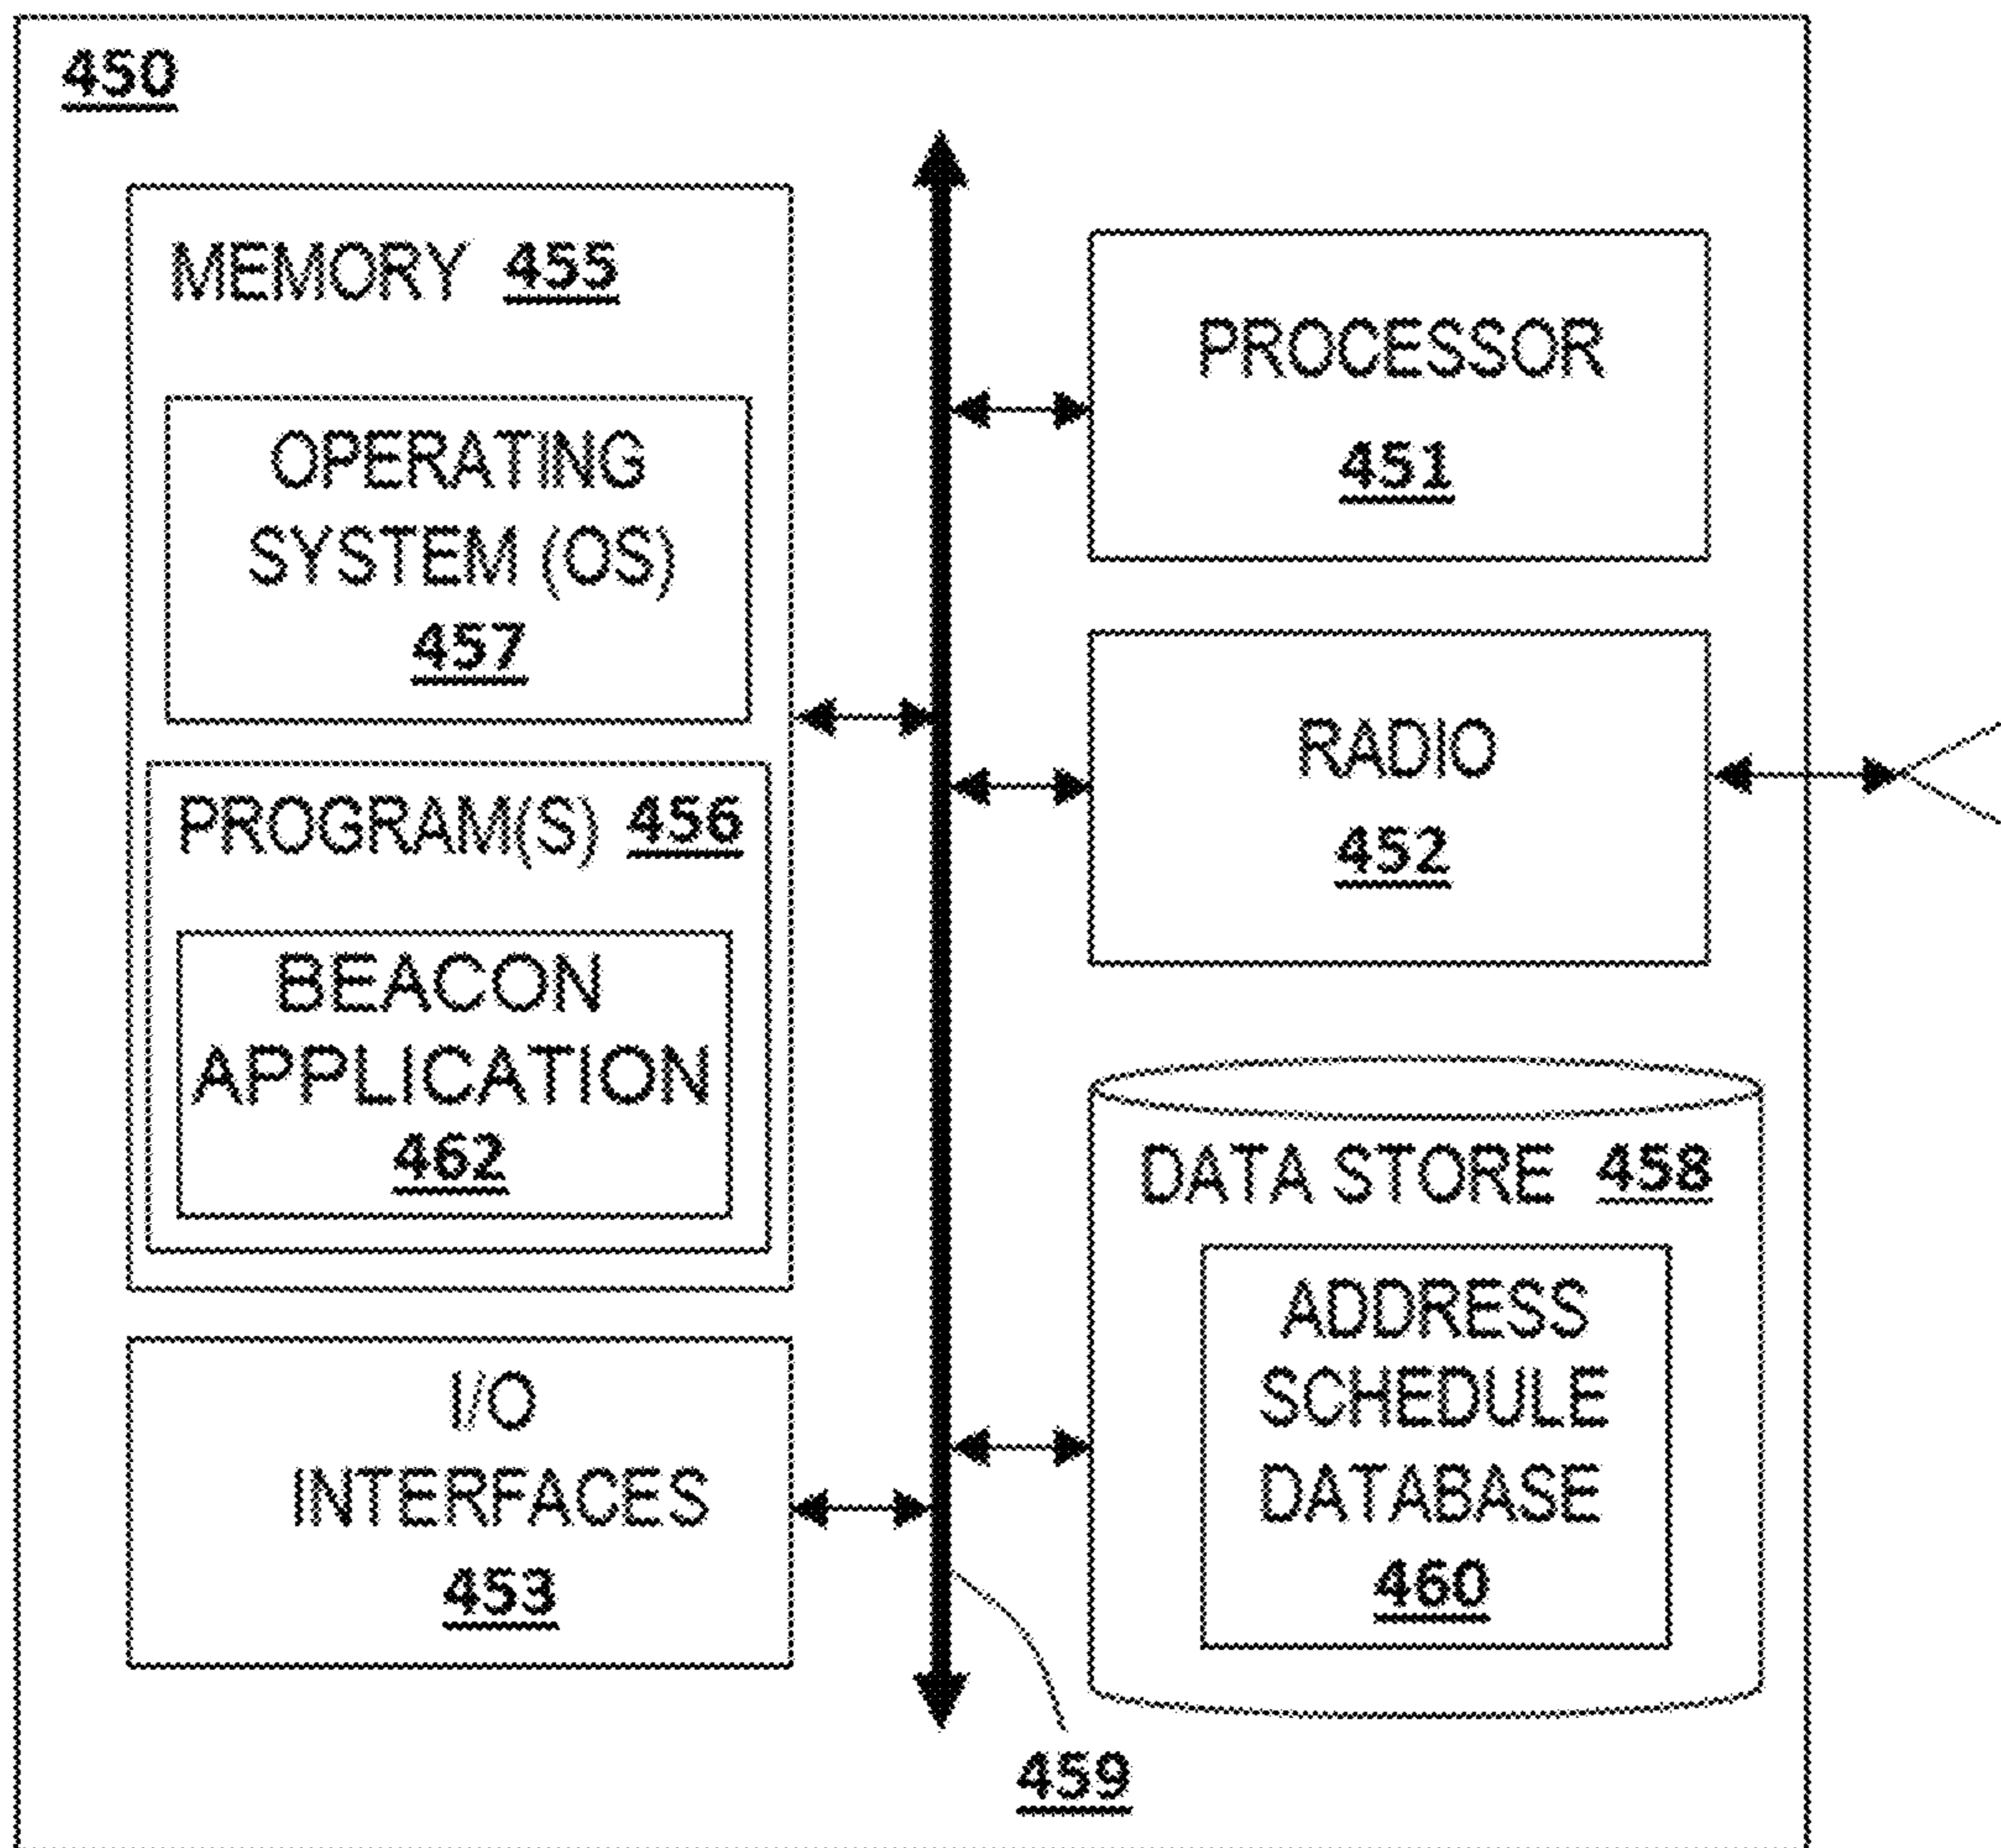 450
MEMORY 455
OPERATING
SYSTEM (OS)
457
PROGRAM(S) 456
BEACON
APPLICATION
462
I/O
INTERFACES
453
PROCESSOR
451
RADIO
452
DATA STORE 458
ADDRESS
SCHEDULE
DATABASE
460
459